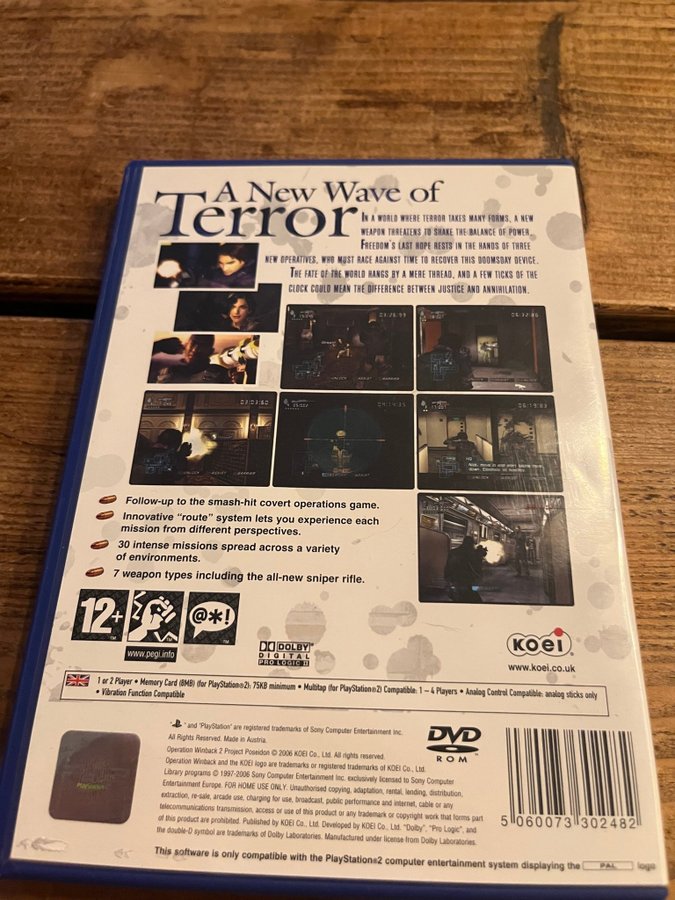 A New Wave of
Terror
In a world where terror takes many forms, a new
weapon threatens to shake the balance of power.
Freedom's last hope rests in the hands of three
new operatives, who must race against time to recover this doomsday device.
The fate of the world hangs by a mere thread, and a few ticks of the
clock could mean the difference between justice and annihilation.
Follow-up to the smash-hit covert operations game.
Innovative "route" system lets you experience each
mission from different perspectives.
30 intense missions spread across a variety
of environments.
7 weapon types including the all-new sniper rifle.
12+ ™
www.pegi.info
@*! ™
DOLBY
DIGITAL
PRO LOGIC II
KOEI
www.koei.co.uk
1 or 2 Player • Memory Card (8MB) (for PlayStation®2): 75KB minimum • Multitap (for PlayStation®2) Compatible: 1 – 4 Players • Analog Control Compatible: analog sticks only
• Vibration Function Compatible
" " and "PlayStation" are registered trademarks of Sony Computer Entertainment Inc.
All Rights Reserved. Made in Austria.
Operation Winback 2 Project Poseidon © 2006 KOEI Co., Ltd. All rights reserved.
Operation Winback and the KOEI logo are trademarks or registered trademarks of KOEI Co., Ltd.
Library programs © 1997-2006 Sony Computer Entertainment Inc. exclusively licensed to Sony Computer
Entertainment Europe. FOR HOME USE ONLY. Unauthorised copying, adaptation, rental, lending, distribution,
extraction, re-sale, arcade use, charging for use, broadcast, public performance and internet, cable or any
telecommunications transmission, access or use of this product or any trademark or copyright work that forms part
of this product are prohibited. Published by KOEI Co., Ltd. Developed by KOEI Co., Ltd. "Dolby", "Pro Logic", and
the double-D symbol are trademarks of Dolby Laboratories. Manufactured under license from Dolby Laboratories.
DVD
ROM
5 060073 302482
This software is only compatible with the PlayStation®2 computer entertainment system displaying the PAL logo